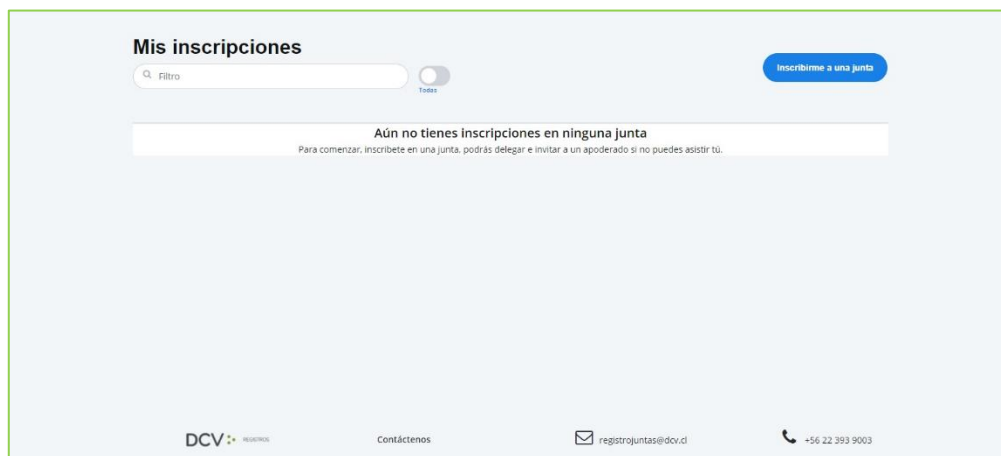 Mis inscripciones
Filtro
Todas
Inscribirme a una junta
Aún no tienes inscripciones en ninguna junta
Para comenzar, inscríbete en una junta, podrás delegar e invitar a un apoderado si no puedes asistir tú.
DCV REGISTROS
Contáctenos
registrojuntas@dcv.cl
+56 22 393 9003